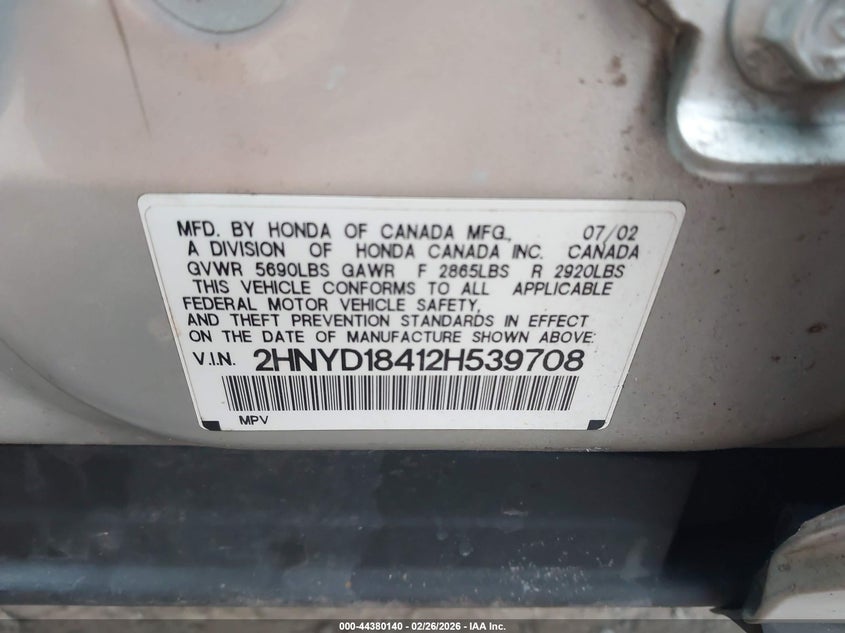 MFD. BY HONDA OF CANADA MFG., 07/02
A DIVISION OF HONDA CANADA INC. CANADA
GVWR 5690LBS GAWR F 2865LBS R 2920LBS
THIS VEHICLE CONFORMS TO ALL APPLICABLE
FEDERAL MOTOR VEHICLE SAFETY,
AND THEFT PREVENTION STANDARDS IN EFFECT
ON THE DATE OF MANUFACTURE SHOWN ABOVE:
V.I.N. 2HNYD18412H539708
MPV
000-44380140 - 02/26/2026 - IAA Inc.